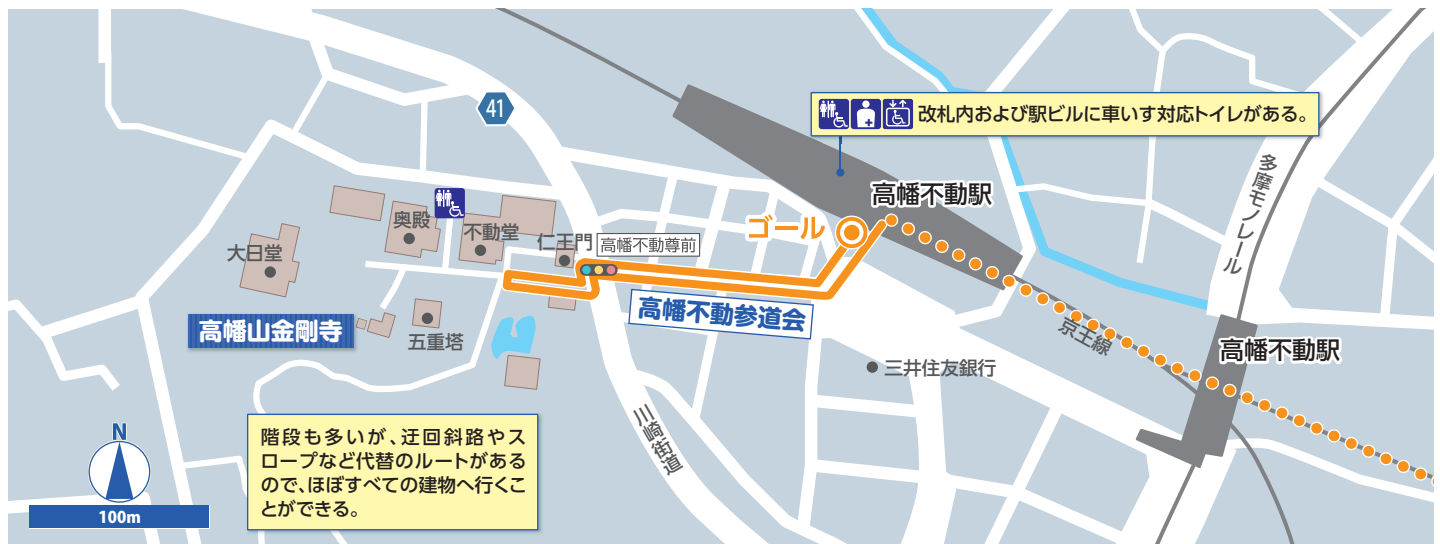 41
改札内および駅ビルに車いす対応トイレがある。
多摩モノレール
高幡不動駅
ゴール
奥殿
不動堂
仁王門
高幡不動尊前
大日堂
高幡不動参道会
高幡山金剛寺
五重塔
京王線
高幡不動駅
三井住友銀行
川崎街道
階段も多いが、迂回斜路やス
ロープなど代替のルートがある
ので、ほぼすべての建物へ行くこ
とができる。
N
100m